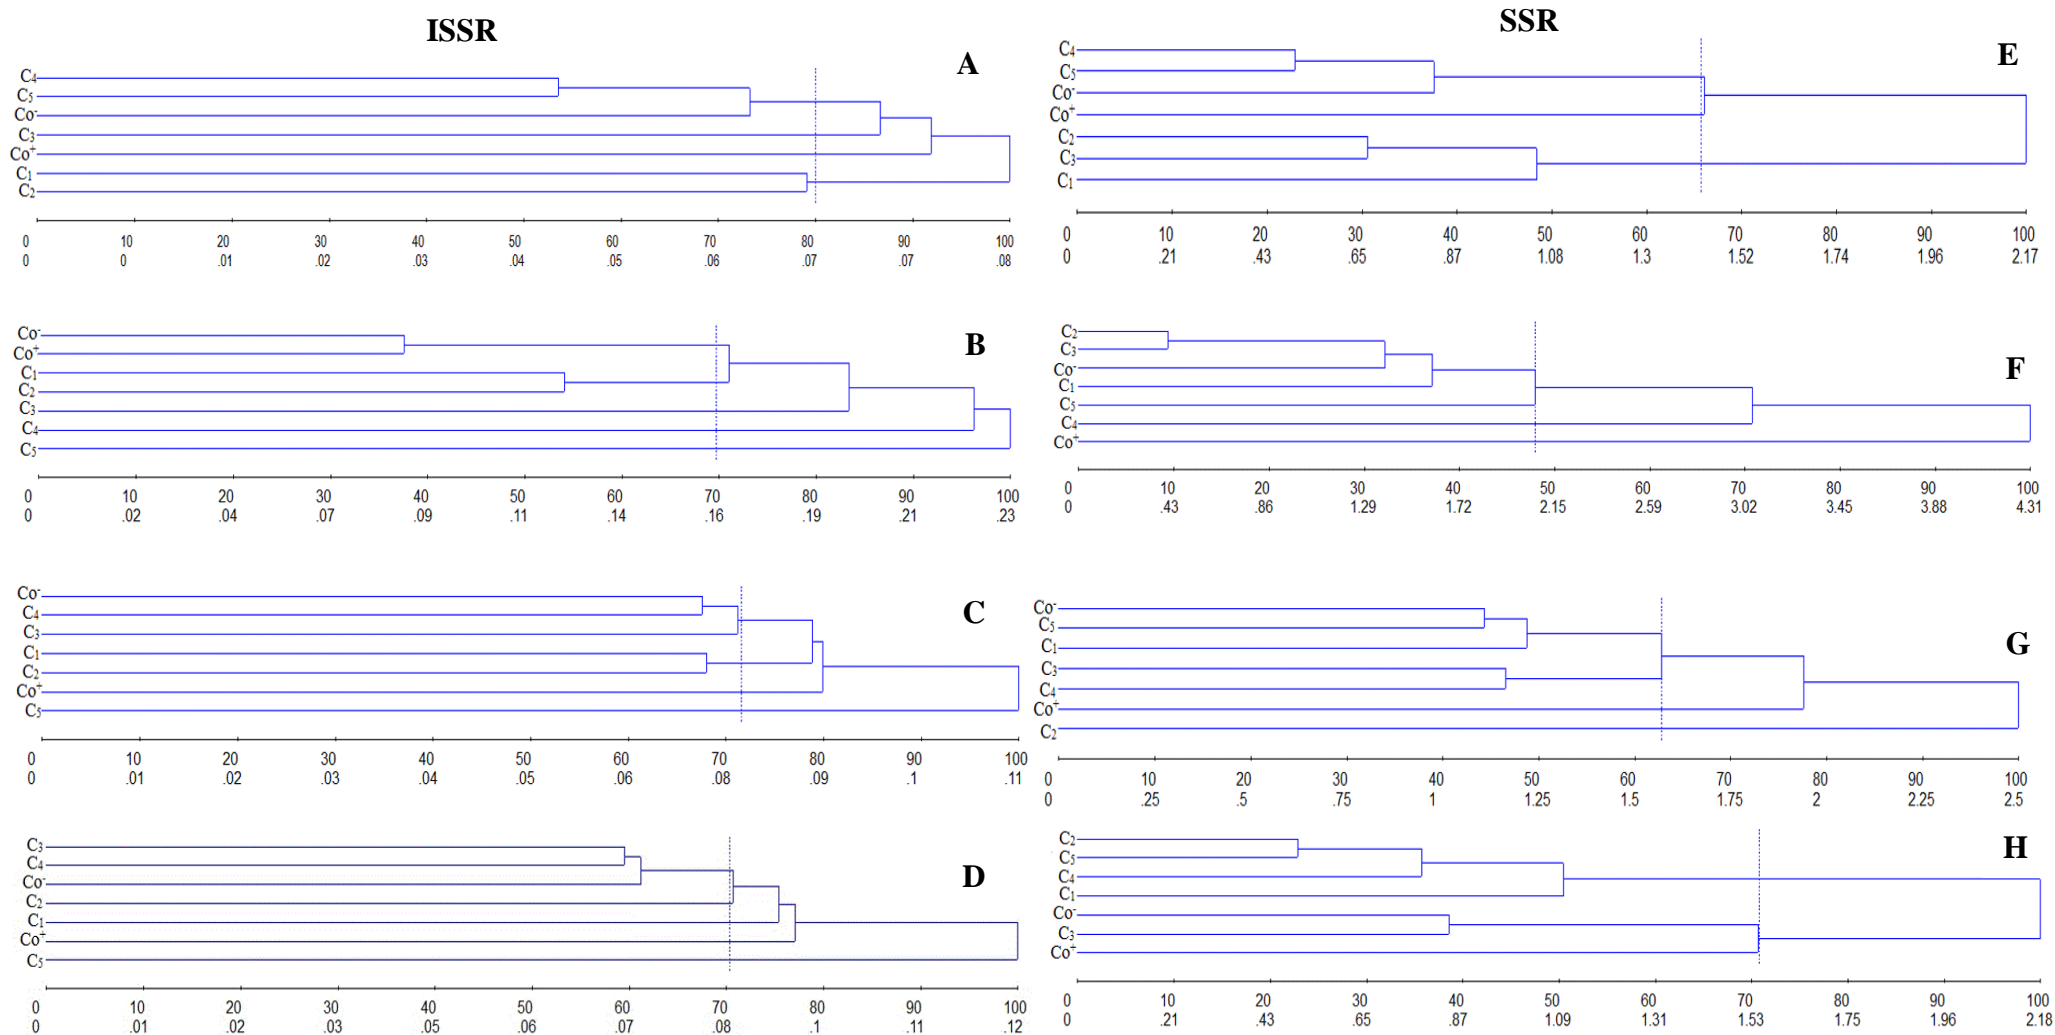 ISSR
A
C4
C5
Co-
C3
Co+
C1
C2
0 10 20 30 40 50 60 70 80 90 100
0 0 .01 .02 .03 .04 .05 .06 .07 .07 .08
B
Co-
Co+
C1
C2
C3
C4
C5
0 10 20 30 40 50 60 70 80 90 100
0 .02 .04 .07 .09 .11 .14 .16 .19 .21 .23
C
Co-
C4
C3
C1
C2
Co+
C5
0 10 20 30 40 50 60 70 80 90 100
0 .01 .02 .03 .04 .05 .06 .08 .09 .1 .11
D
C3
C4
Co-
C2
C1
Co+
C5
0 10 20 30 40 50 60 70 80 90 100
0 .01 .02 .03 .05 .06 .07 .08 .1 .11 .12
SSR
E
C4
C5
Co-
Co+
C2
C3
C1
0 10 20 30 40 50 60 70 80 90 100
0 .21 .43 .65 .87 1.08 1.3 1.52 1.74 1.96 2.17
F
C2
C3
Co-
C1
C5
C4
Co+
0 10 20 30 40 50 60 70 80 90 100
0 .43 .86 1.29 1.72 2.15 2.59 3.02 3.45 3.88 4.31
G
Co-
C5
C1
C3
C4
Co+
C2
0 10 20 30 40 50 60 70 80 90 100
0 .25 .5 .75 1 1.25 1.5 1.75 2 2.25 2.5
H
C2
C5
C4
C1
Co-
C3
Co+
0 10 20 30 40 50 60 70 80 90 100
0 .21 .43 .65 .87 1.09 1.31 1.53 1.75 1.96 2.18